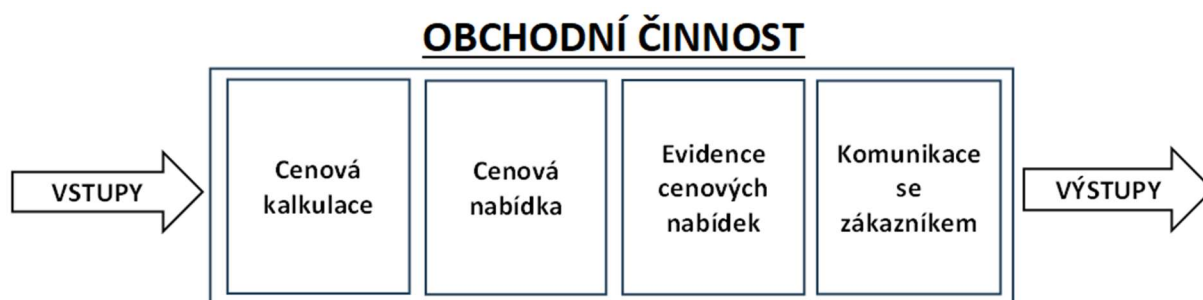 OBCHODNÍ ČINNOST
VSTUPY
Cenová
kalkulace
Cenová
nabídka
Evidence
cenových
nabídek
Komunikace
se
zákazníkem
VÝSTUPY